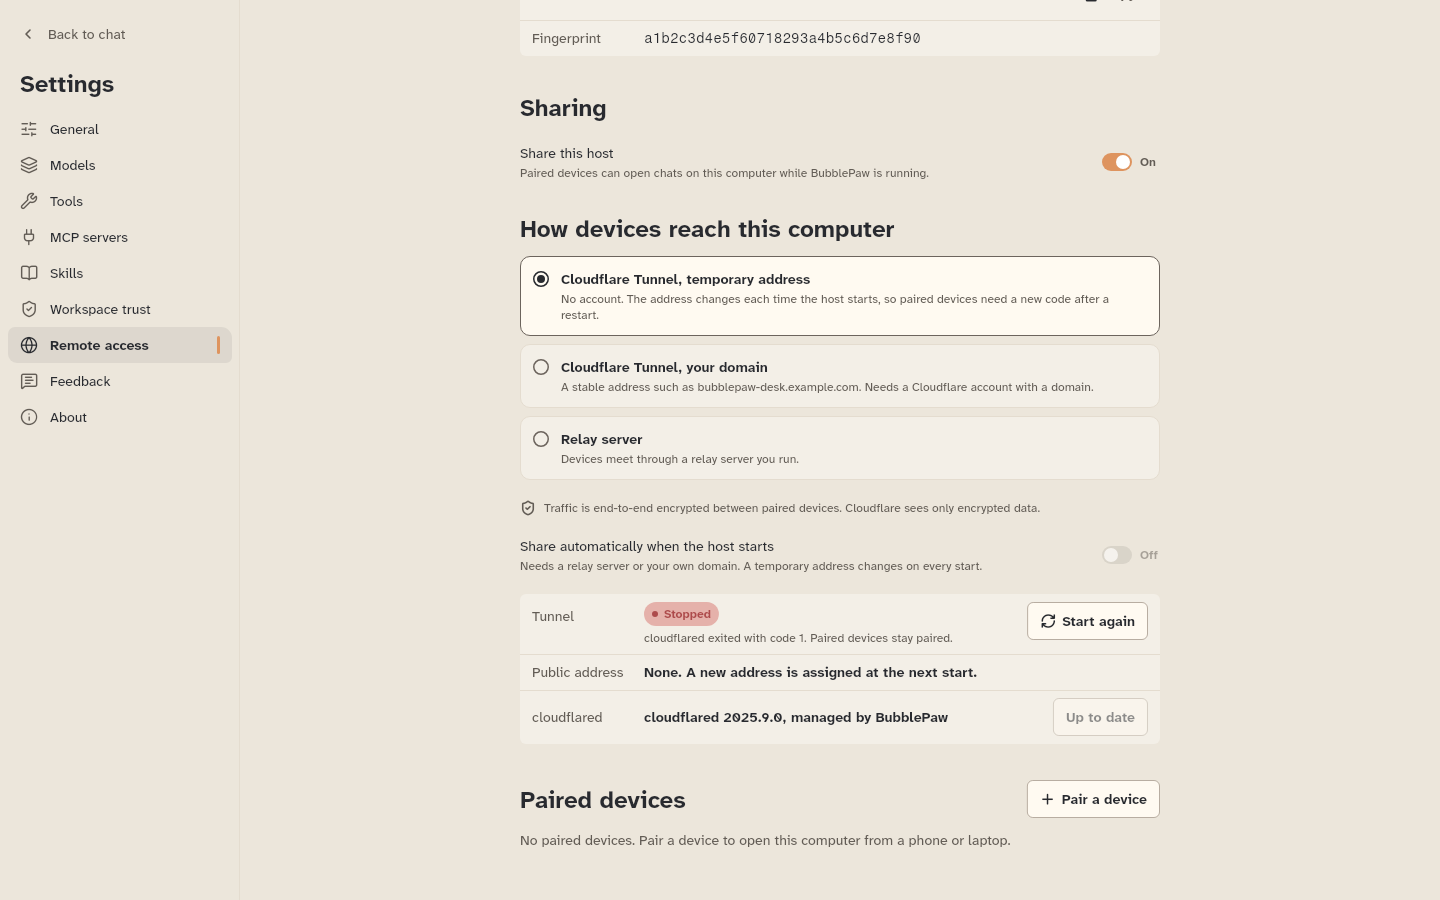 Back to chat
Settings
General
Models
Tools
MCP servers
Skills
Workspace trust
Remote access
Feedback
About
Fingerprint a1b2c3d4e5f60718293a4b5c6d7e8f90
Sharing
Share this host
Paired devices can open chats on this computer while BubblePaw is running.
On
How devices reach this computer
Cloudflare Tunnel, temporary address
No account. The address changes each time the host starts, so paired devices need a new code after a
restart.
Cloudflare Tunnel, your domain
A stable address such as bubblepaw-desk.example.com. Needs a Cloudflare account with a domain.
Relay server
Devices meet through a relay server you run.
Traffic is end-to-end encrypted between paired devices. Cloudflare sees only encrypted data.
Share automatically when the host starts
Needs a relay server or your own domain. A temporary address changes on every start.
Off
Tunnel
Stopped
cloudflared exited with code 1. Paired devices stay paired.
Start again
Public address None. A new address is assigned at the next start.
cloudflared cloudflared 2025.9.0, managed by BubblePaw
Up to date
Paired devices
Pair a device
No paired devices. Pair a device to open this computer from a phone or laptop.